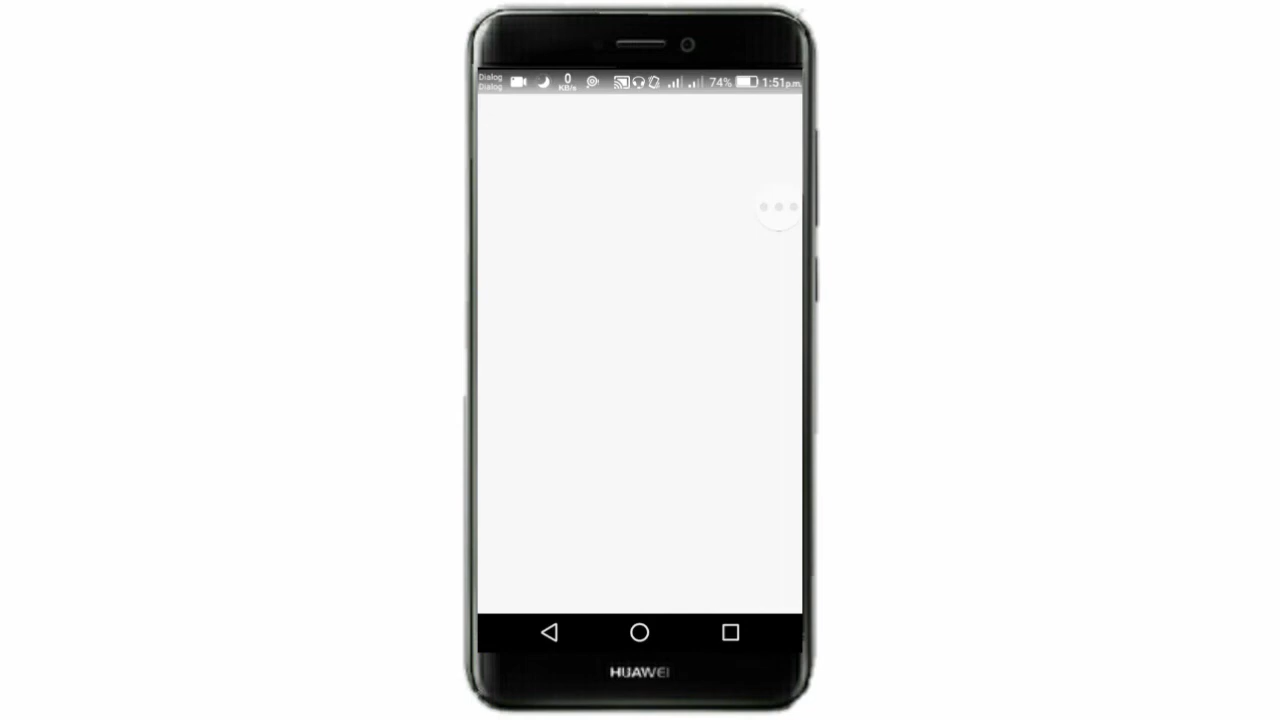 Dialog
Dialog
0
KB/s
74%
1:51p.m.
HUAWEI